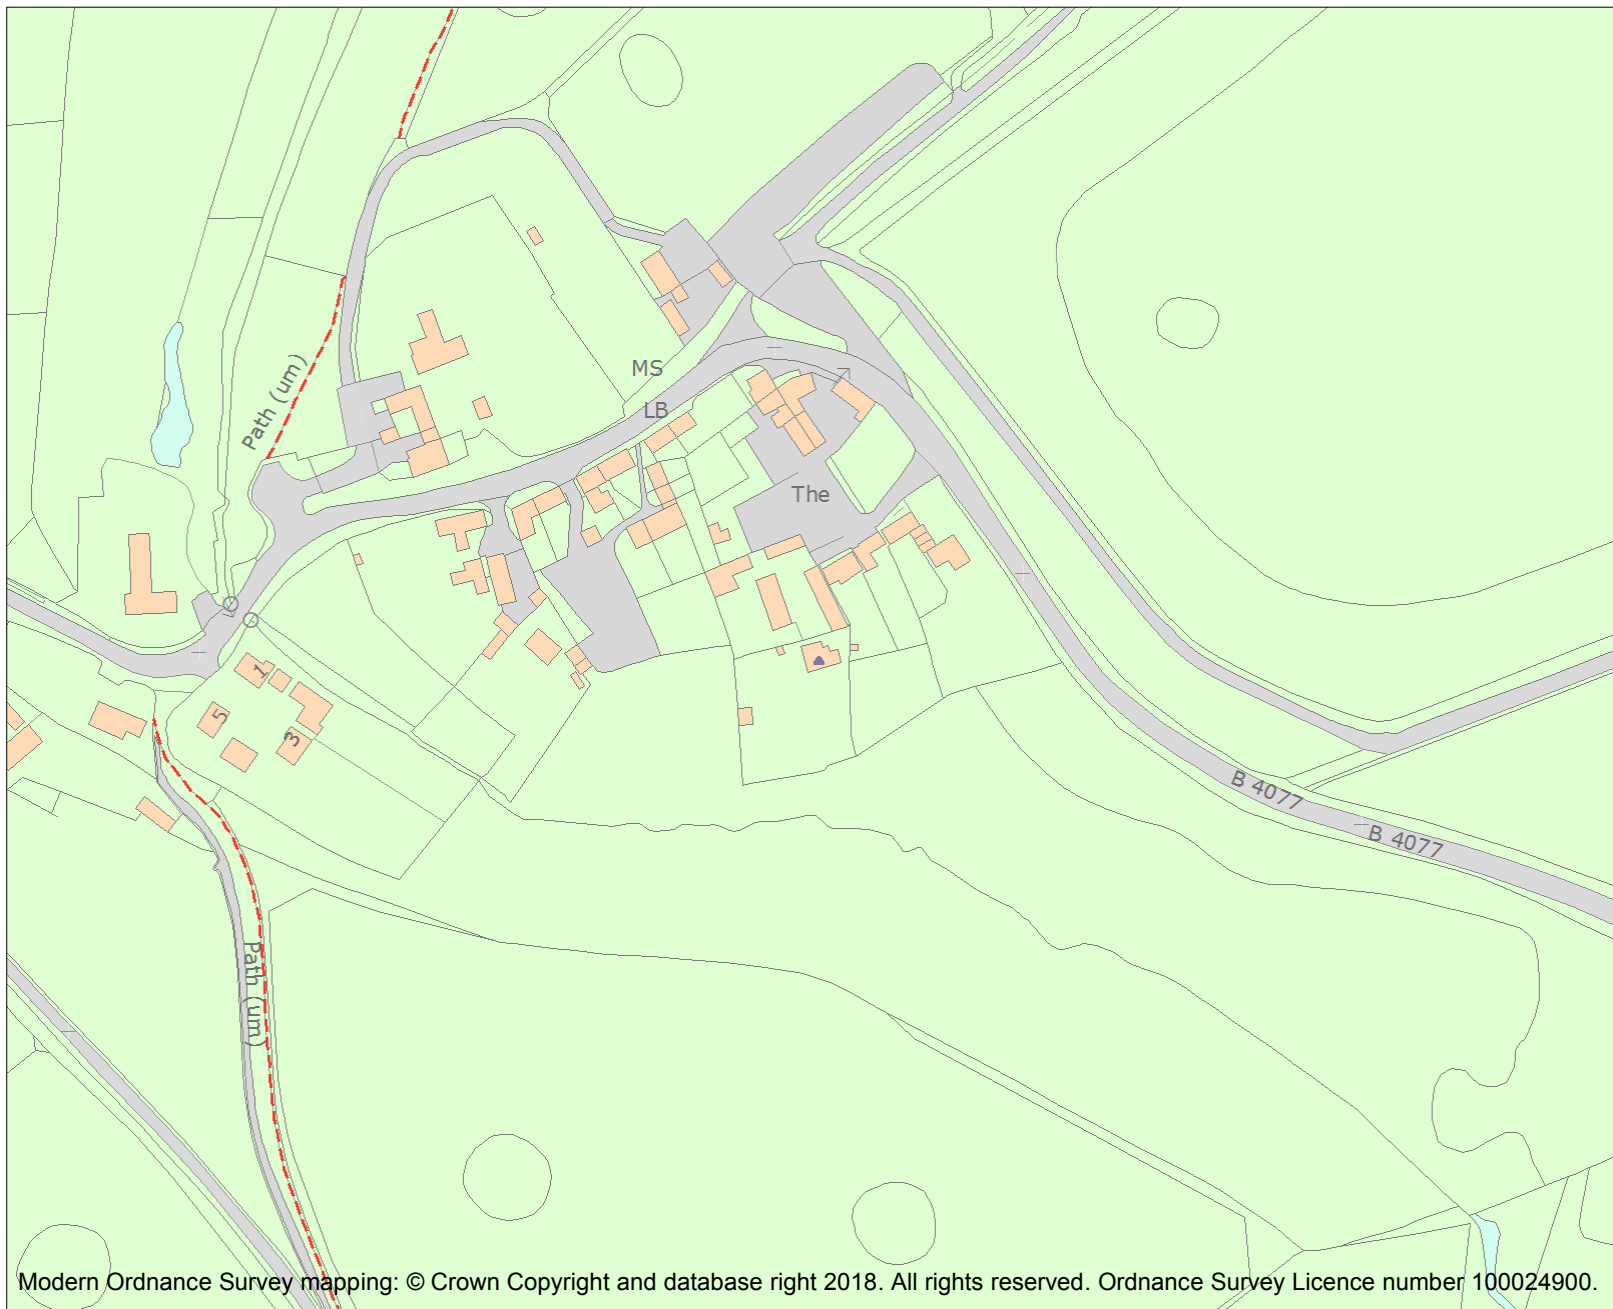 MS
Path (um)
LB
The
1
5
3
B 4077
B 4077
Path (um)
Modern Ordnance Survey mapping: © Crown Copyright and database right 2018. All rights reserved. Ordnance Survey Licence number 100024900.